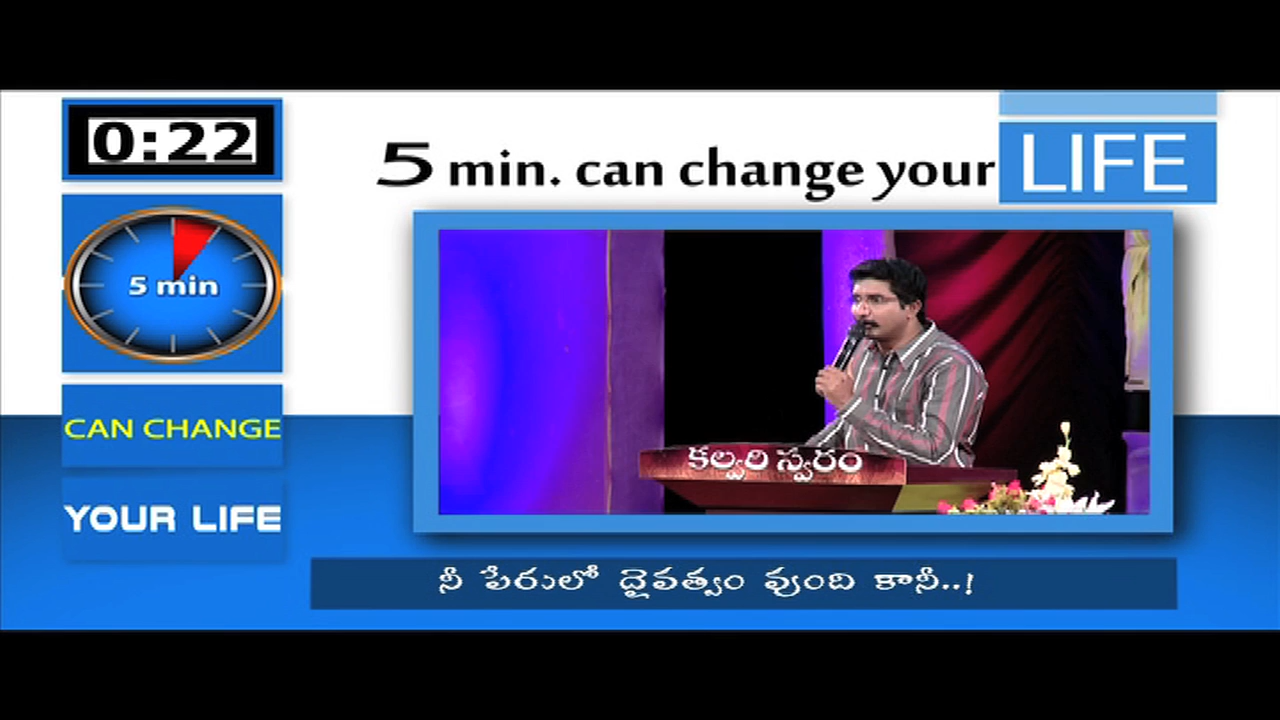 0:22
5 min. can change your LIFE
5 min
CAN CHANGE
YOUR LIFE
కల్వరి స్వరం
నీ పేరులో దైవత్వం వుంది కానీ..!